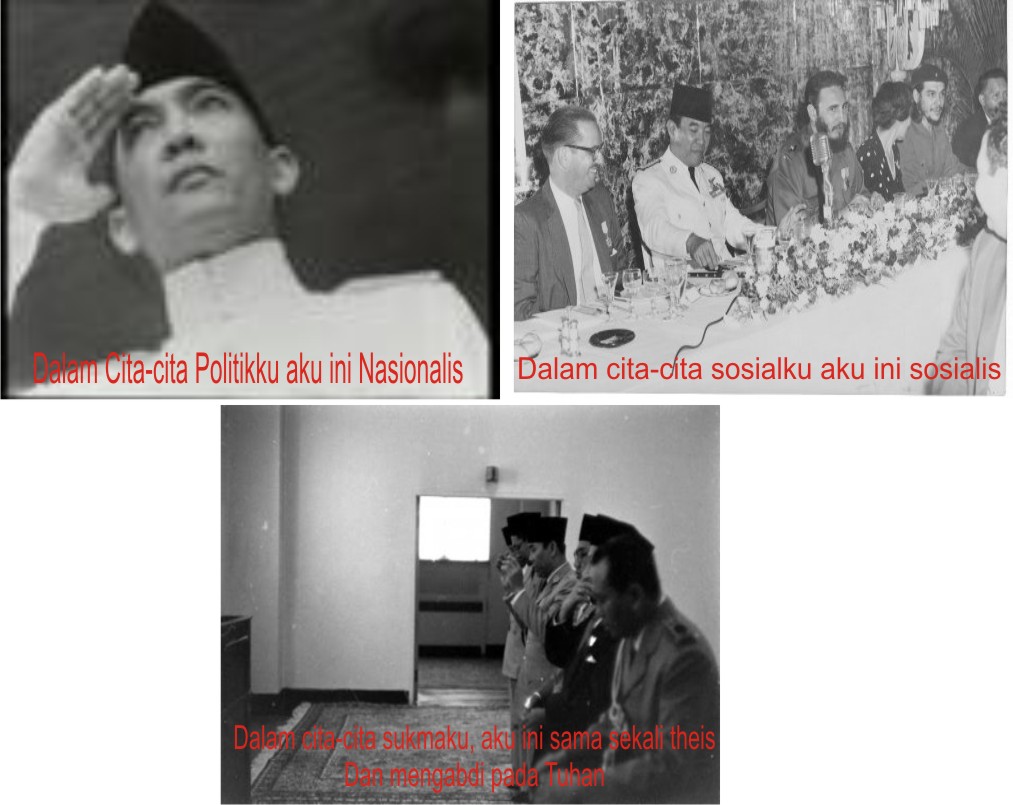 Dalam Cita-cita Politikku aku ini Nasionalis
Dalam cita-cita sosialku aku ini sosialis
Dalam cita-cita sukmaku, aku ini sama sekali theis
Dan mengabdi pada Tuhan